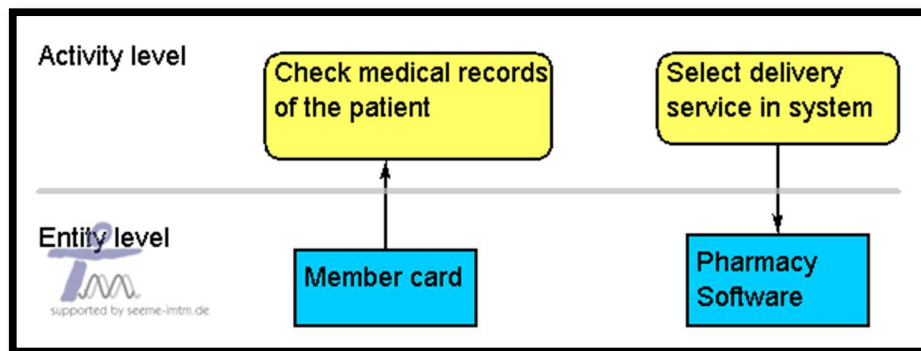 Activity level
Check medical records
of the patient
Select delivery
service in system
Entity level
Member card
Pharmacy
Software
supported by seeme-imtm.de